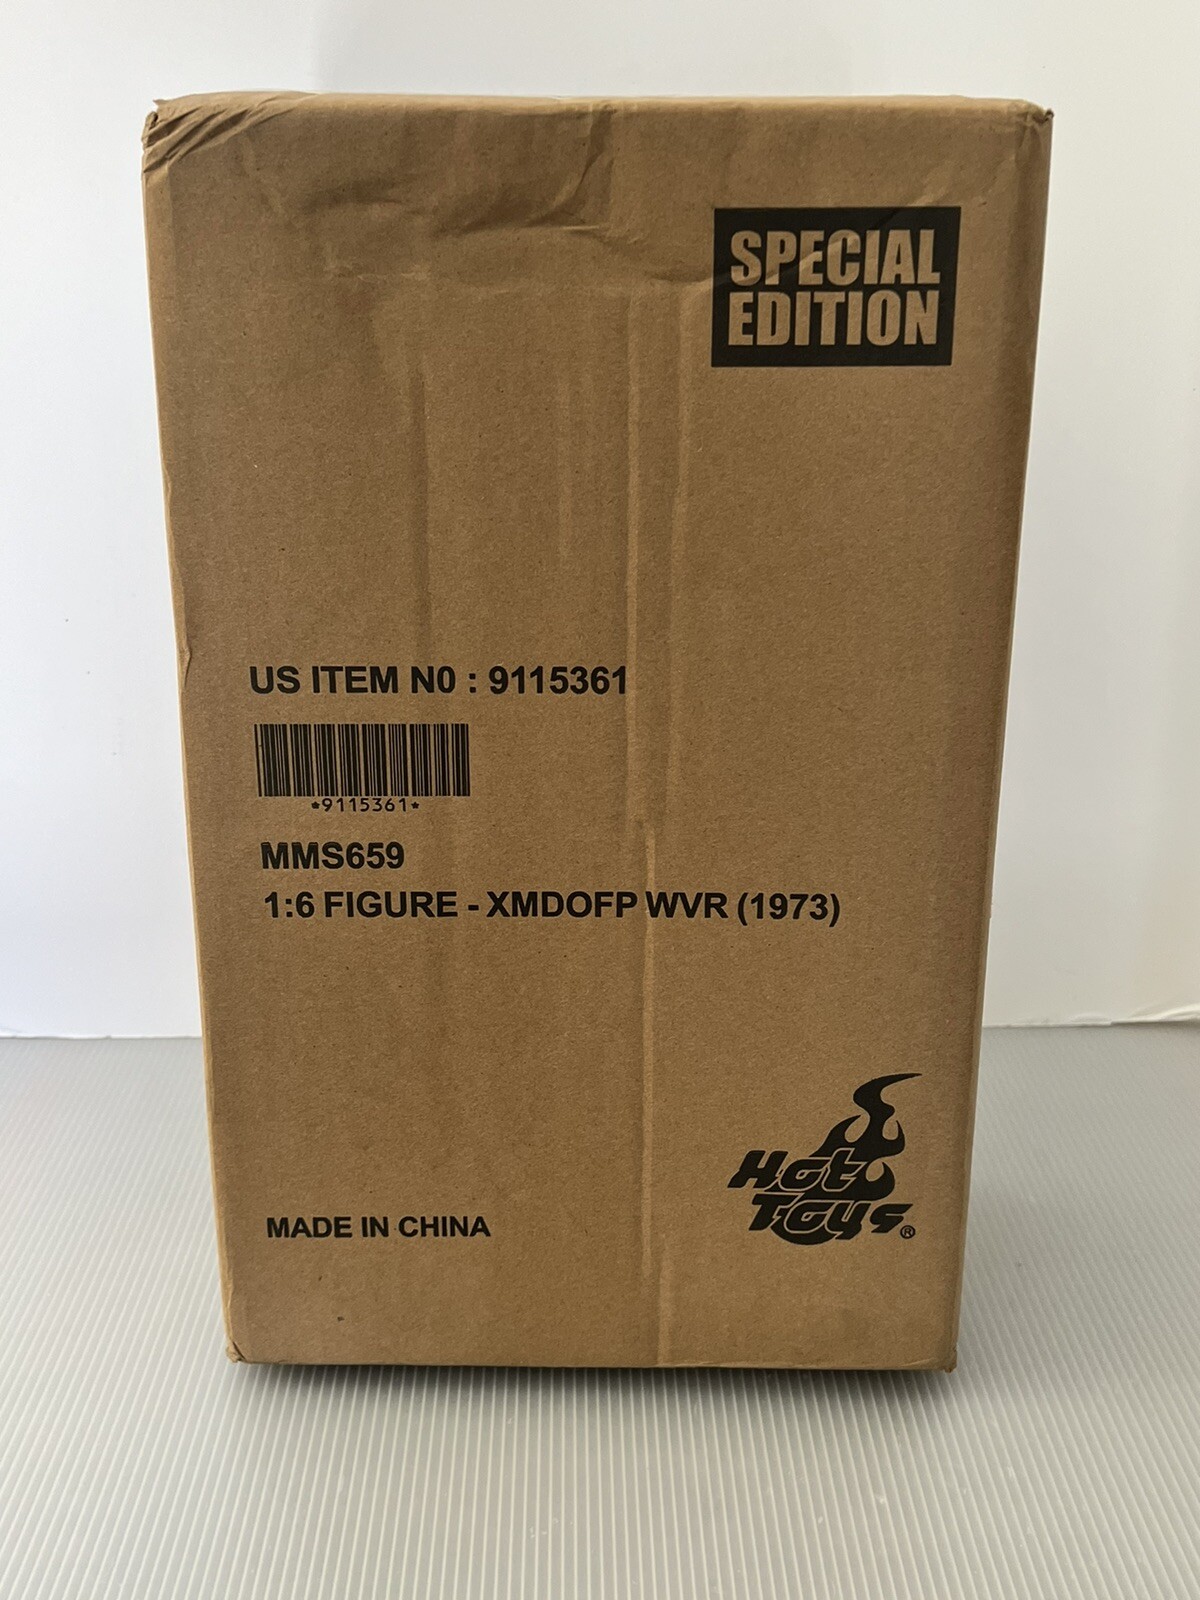 SPECIAL
EDITION
US ITEM N0 : 9115361
*9115361*
MMS659
1:6 FIGURE - XMDOFP WVR (1973)
Hot
Toys®
MADE IN CHINA